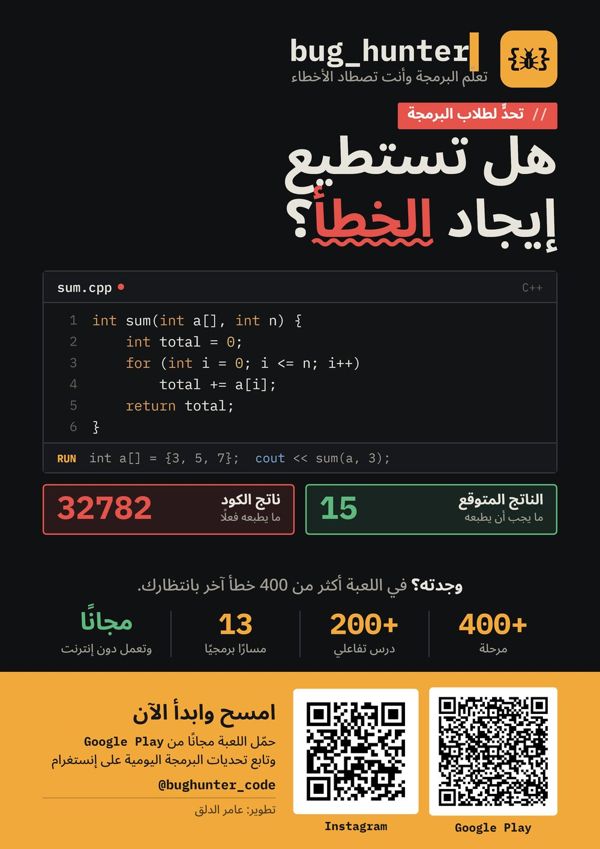 bug_hunter
تعلّم البرمجة وأنت تصطاد الأخطاء
// تحدٍّ لطلاب البرمجة
هل تستطيع
إيجاد الخطأ؟
sum.cpp
C++
1 int sum(int a[], int n) {
2 int total = 0;
3 for (int i = 0; i <= n; i++)
4 total += a[i];
5 return total;
6 }
RUN int a[] = {3, 5, 7}; cout << sum(a, 3);
الناتج المتوقع
ما يجب أن يطبعه
15
ناتج الكود
ما يطبعه فعلًا
32782
وجدته؟ في اللعبة أكثر من 400 خطأ آخر بانتظارك.
400+
مرحلة
200+
درس تفاعلي
13
مسارًا برمجيًا
مجانًا
وتعمل دون إنترنت
امسح وابدأ الآن
حمّل اللعبة مجانًا من Google Play
وتابع تحديات البرمجة اليومية على إنستغرام
@bughunter_code
تطوير: عامر الدلق
Instagram
Google Play